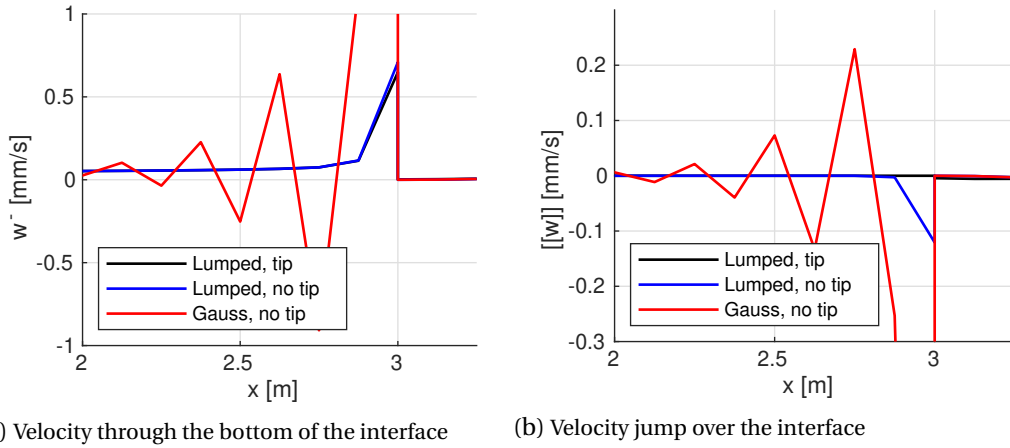 1
0.5
0
-0.5
-1
w⁻ [mm/s]
Lumped, tip
Lumped, no tip
Gauss, no tip
2
2.5
3
x [m]
0.2
0.1
0
-0.1
-0.2
-0.3
[[w]] [mm/s]
Lumped, tip
Lumped, no tip
Gauss, no tip
2
2.5
3
x [m]
) Velocity through the bottom of the interface
(b) Velocity jump over the interface